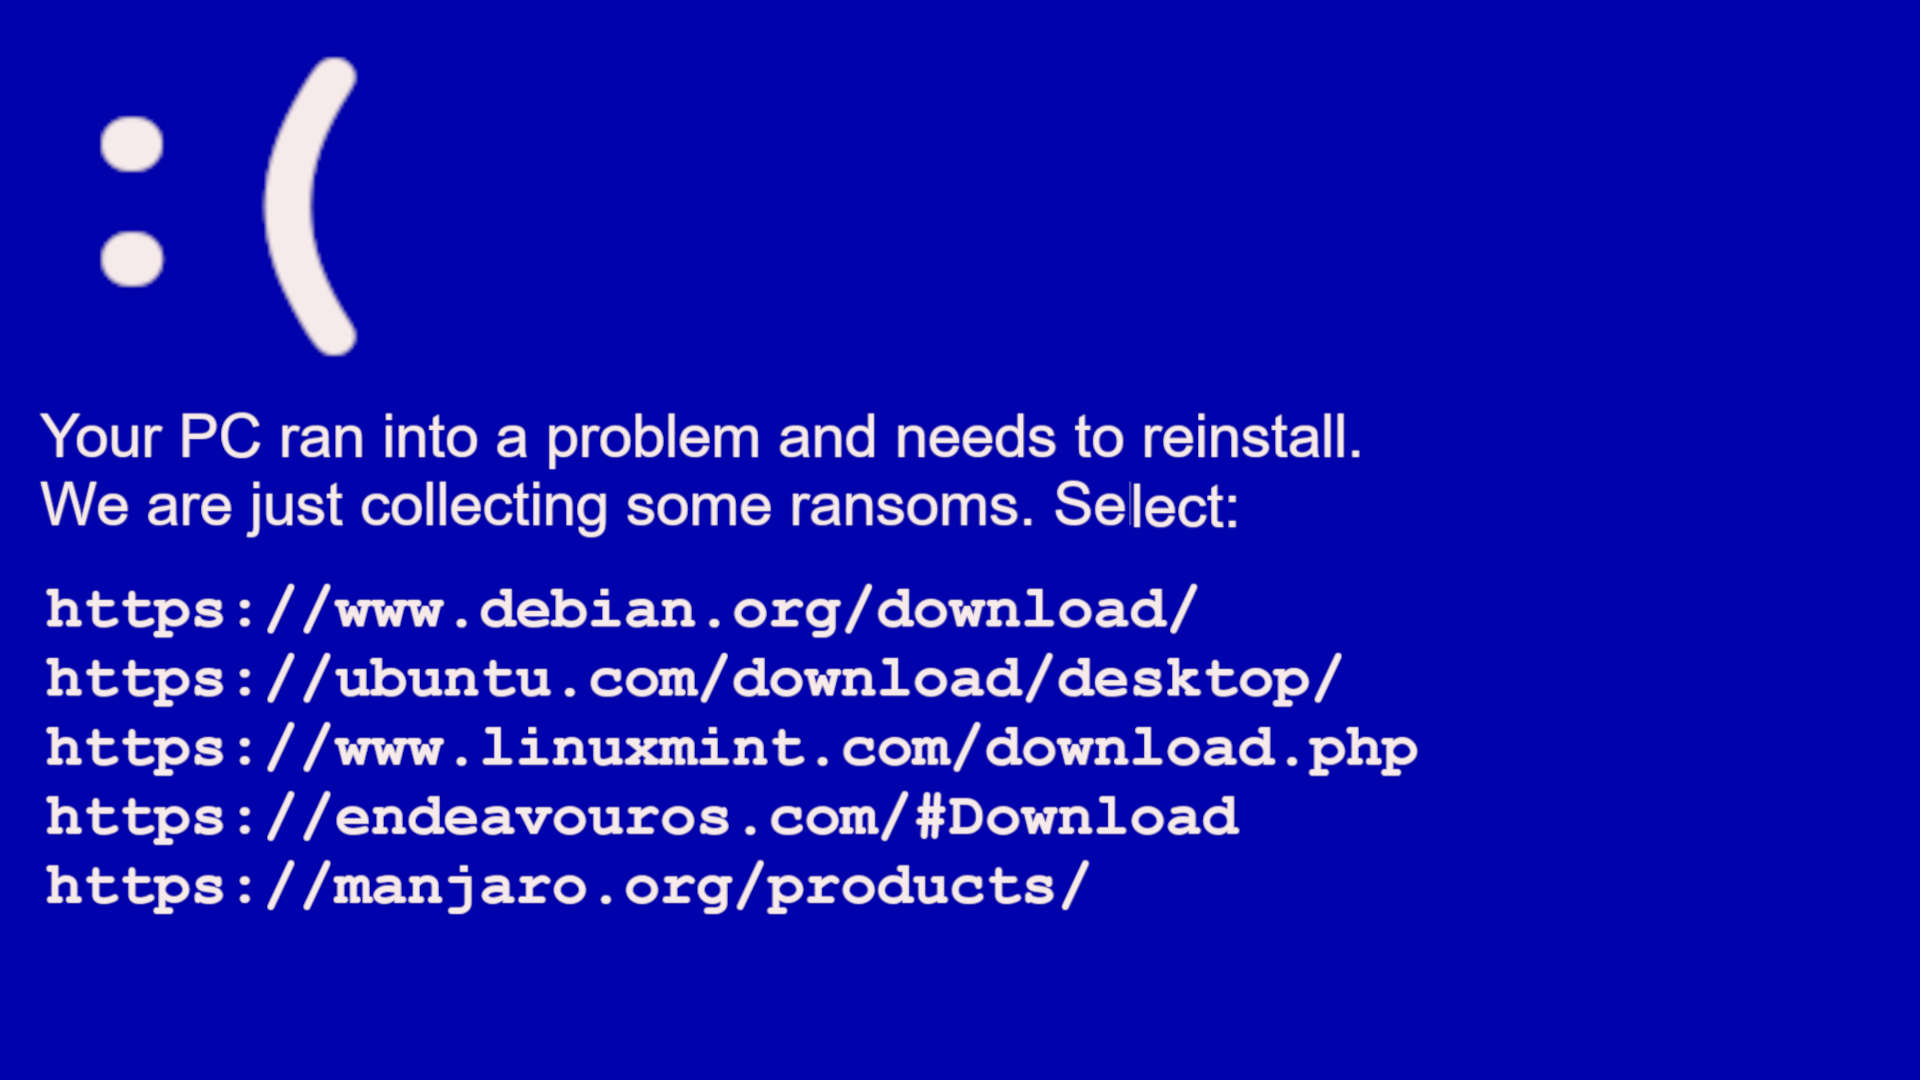 :(
Your PC ran into a problem and needs to reinstall.
We are just collecting some ransoms. Select:
https://www.debian.org/download/
https://ubuntu.com/download/desktop/
https://www.linuxmint.com/download.php
https://endeavouros.com/#Download
https://manjaro.org/products/